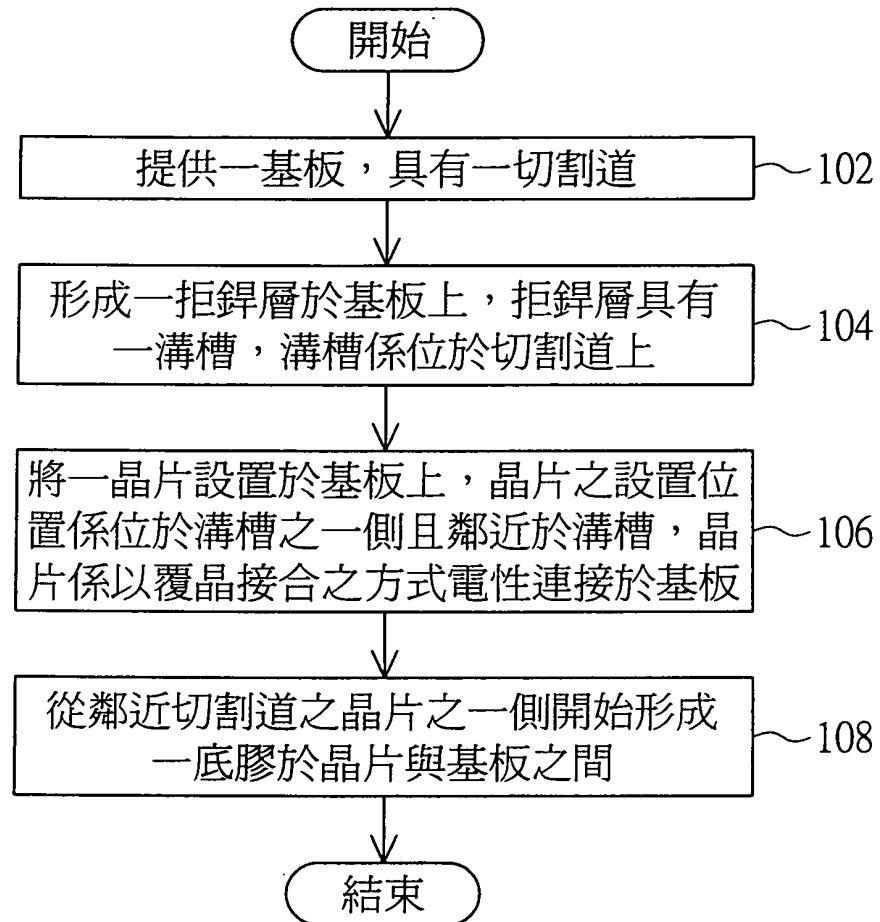 開始
提供一基板，具有一切割道
102
形成一拒銲層於基板上，拒銲層具有
一溝槽，溝槽係位於切割道上
104
將一晶片設置於基板上，晶片之設置位
置係位於溝槽之一側且鄰近於溝槽，晶
片係以覆晶接合之方式電性連接於基板
106
從鄰近切割道之晶片之一側開始形成
一底膠於晶片與基板之間
108
結束